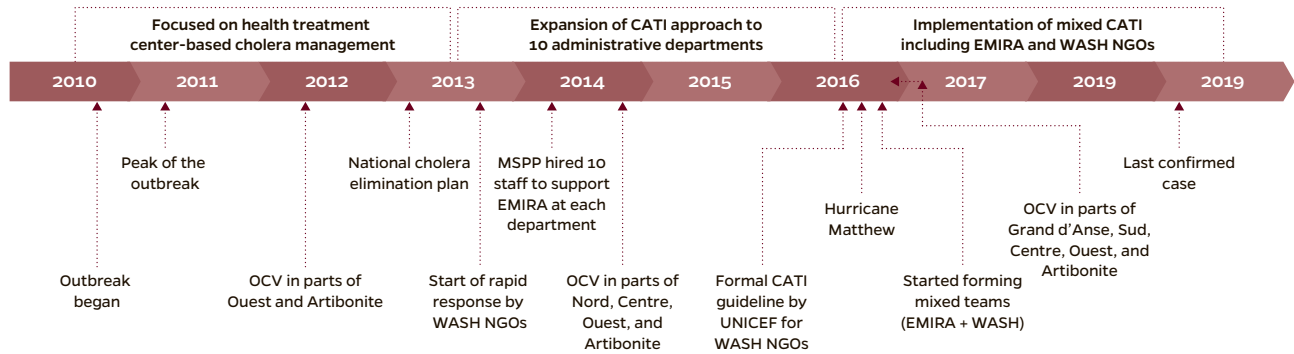 Focused on health treatment
center-based cholera management
Expansion of CATI approach to
10 administrative departments
Implementation of mixed CATI
including EMIRA and WASH NGOs
2010
2011
2012
2013
2014
2015
2016
2017
2019
2019
Peak of the
outbreak
National cholera
elimination plan
MSPP hired 10
staff to support
EMIRA at each
department
Hurricane
Matthew
OCV in parts of
Grand d'Anse, Sud,
Centre, Ouest, and
Artibonite
Last confirmed
case
Outbreak
began
OCV in parts of
Ouest and Artibonite
Start of rapid
response by
WASH NGOs
OCV in parts of
Nord, Centre,
Ouest, and
Artibonite
Formal CATI
guideline by
UNICEF for
WASH NGOs
Started forming
mixed teams
(EMIRA + WASH)